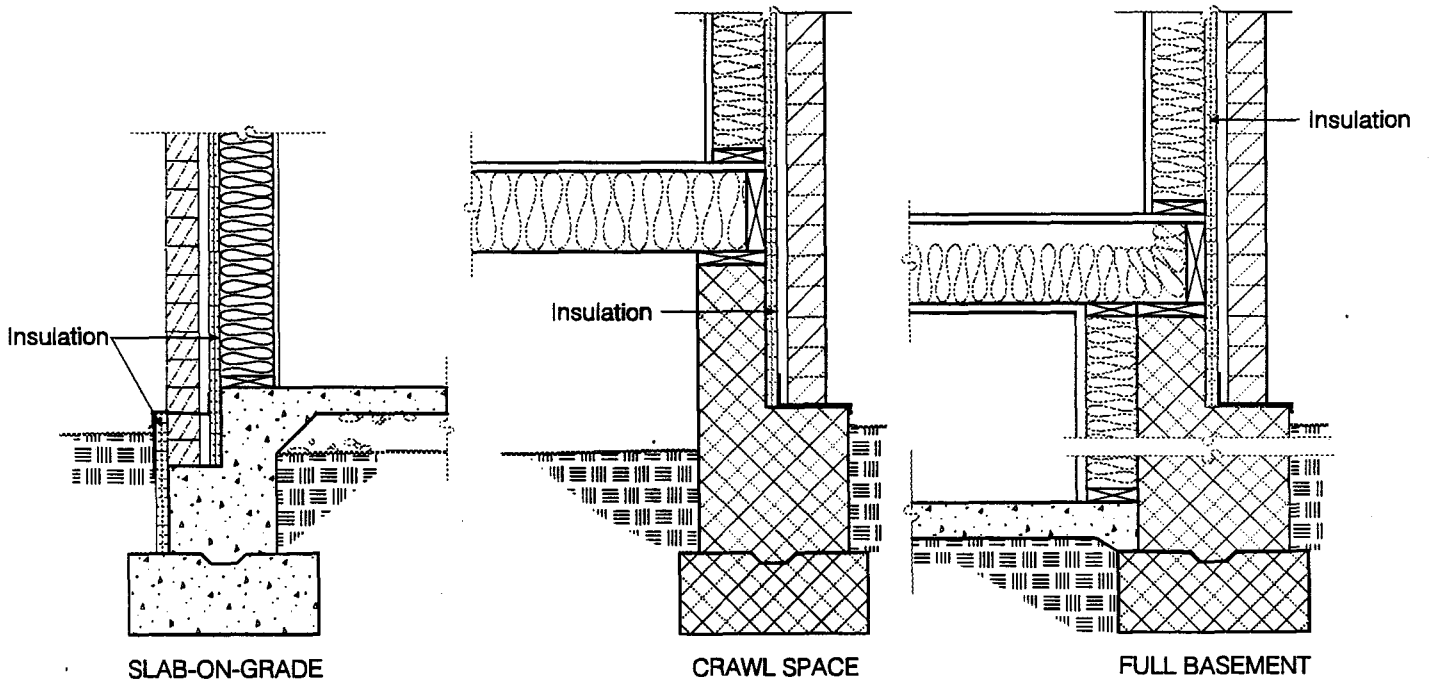 Insulation
Insulation
Insulation
SLAB-ON-GRADE
CRAWL SPACE
FULL BASEMENT